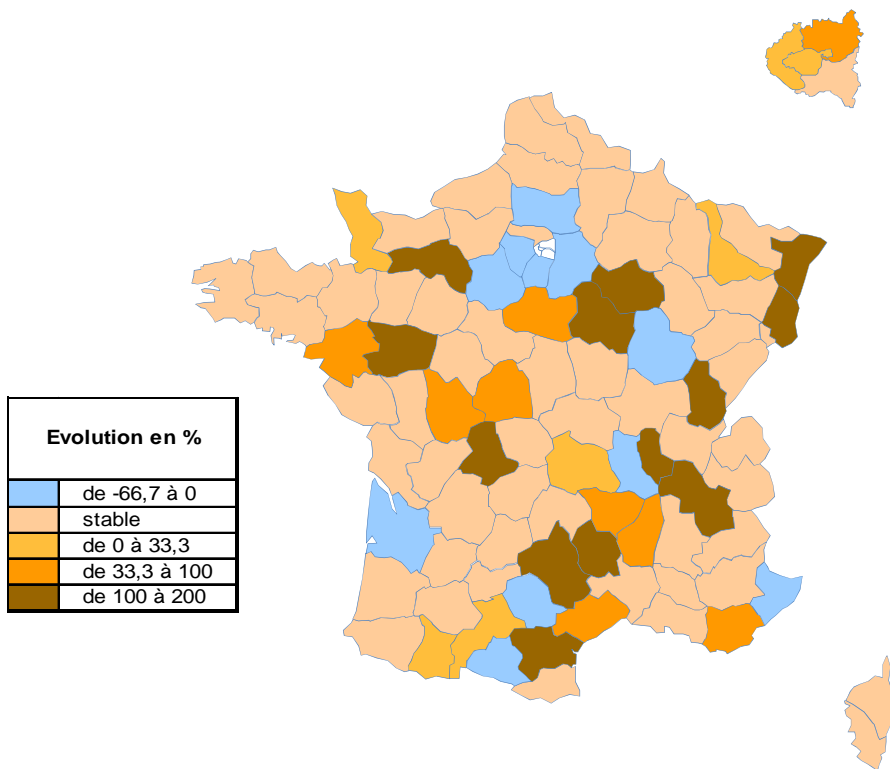 Evolution en %
de -66,7 à 0
stable
de 0 à 33,3
de 33,3 à 100
de 100 à 200